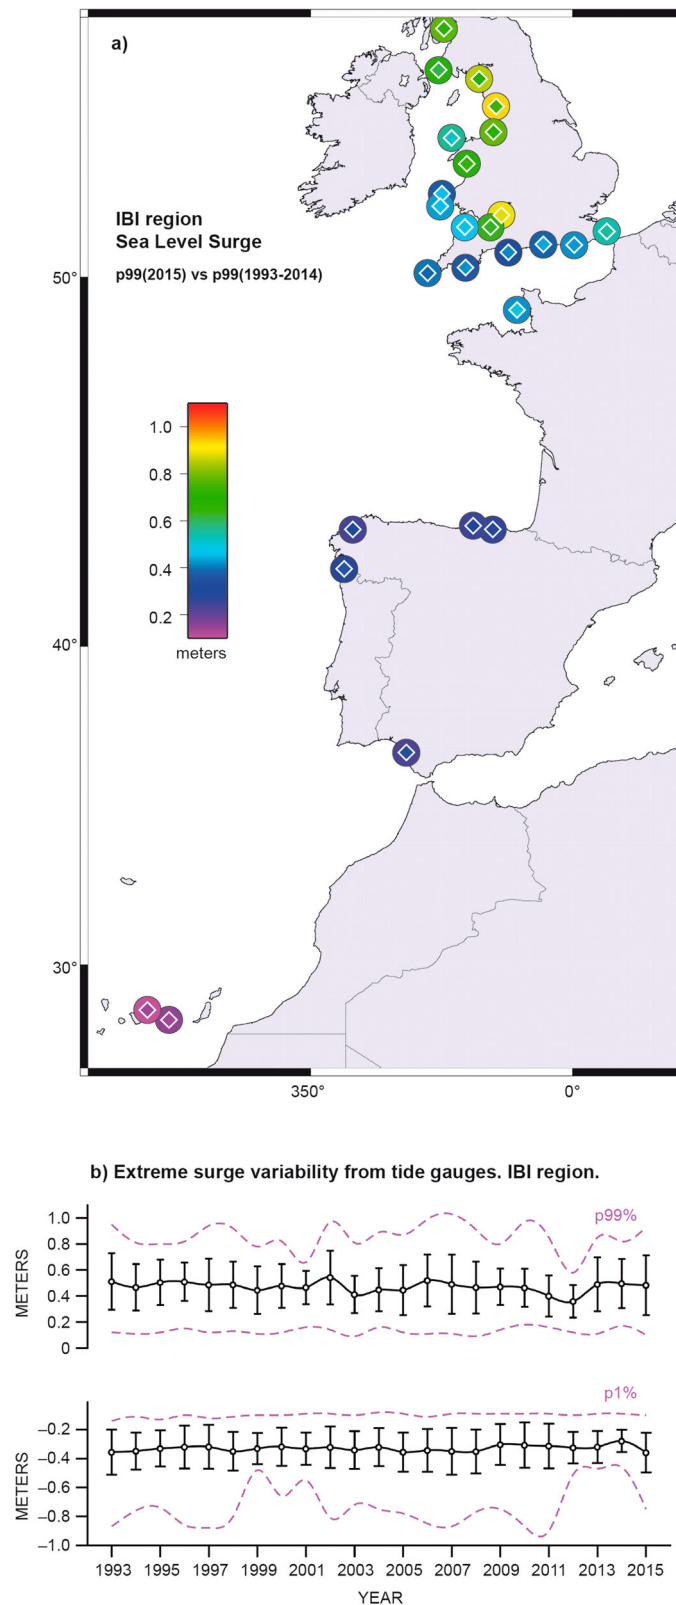 a)
IBI region
Sea Level Surge
p99(2015) vs p99(1993-2014)
50°
1.0
0.8
0.6
0.4
0.2
meters
40°
30°
350°
0°
b) Extreme surge variability from tide gauges. IBI region.
p99%
1.0
0.8
0.6
0.4
0.2
0
METERS
p1%
–0.2
–0.4
–0.6
–0.8
–1.0
METERS
1993 1995 1997 1999 2001 2003 2005 2007 2009 2011 2013 2015
YEAR